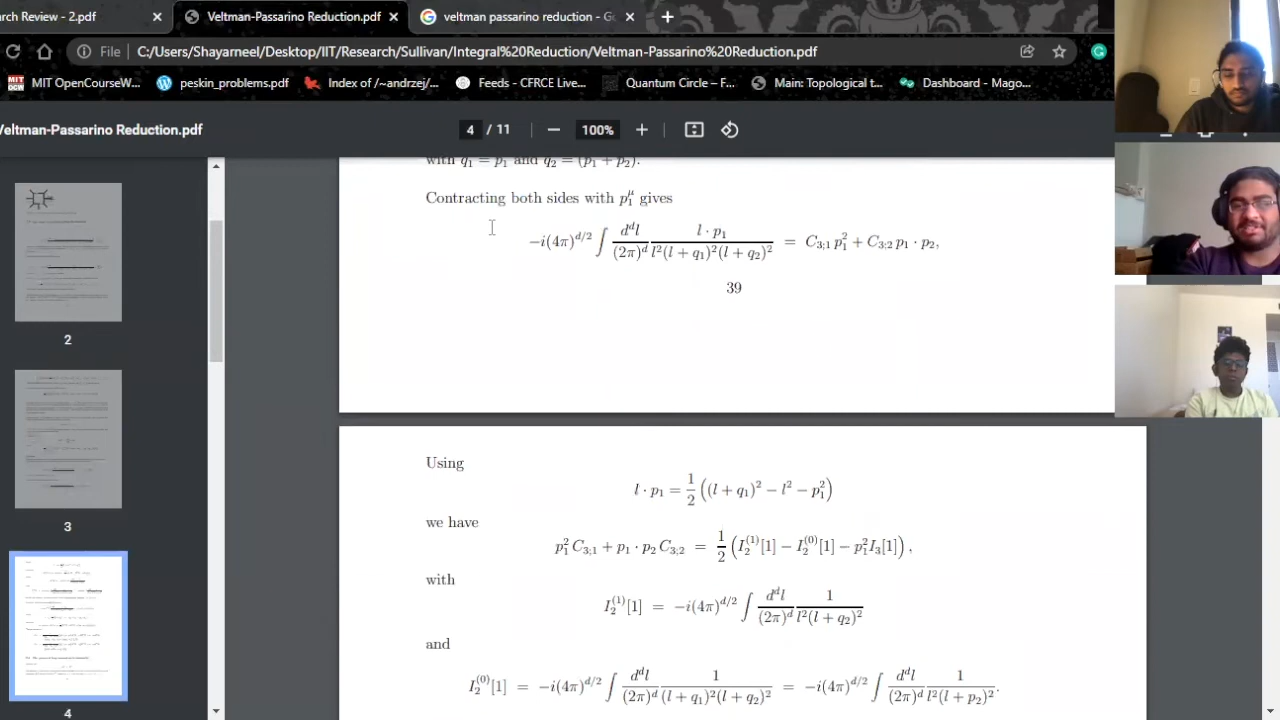 rch Review - 2.pdf
Veltman-Passarino Reduction.pdf
veltman passarino reduction - Go
File
C:/Users/Shayarneel/Desktop/IIT/Research/Sullivan/Integral%20Reduction/Veltman-Passarino%20Reduction.pdf
MIT OpenCourseW...
peskin_problems.pdf
Index of /~andrzej/...
Feeds - CFRCE Live...
Quantum Circle – F...
Main: Topological t...
Dashboard - Mago...
Veltman-Passarino Reduction.pdf
4 / 11
100%
2
3
4
with q₁ = p₁ and q₂ = (p₁ + p₂).
Contracting both sides with p₁^μ gives
−i(4π)^{d/2} ∫ d^d l/(2π)^d l · p₁/(l²(l + q₁)²(l + q₂)²) = C_{3;1} p₁² + C_{3;2} p₁ · p₂,
39
Using
l · p₁ = 1/2 ((l + q₁)² − l² − p₁²)
we have
p₁² C_{3;1} + p₁ · p₂ C_{3;2} = 1/2 (I₂^{(1)}[1] − I₂^{(0)}[1] − p₁² I₃[1]),
with
I₂^{(1)}[1] = −i(4π)^{d/2} ∫ d^d l/(2π)^d 1/(l²(l + q₂)²)
and
I₂^{(0)}[1] = −i(4π)^{d/2} ∫ d^d l/(2π)^d 1/((l + q₁)²(l + q₂)²) = −i(4π)^{d/2} ∫ d^d l/(2π)^d 1/(l²(l + p₂)²).